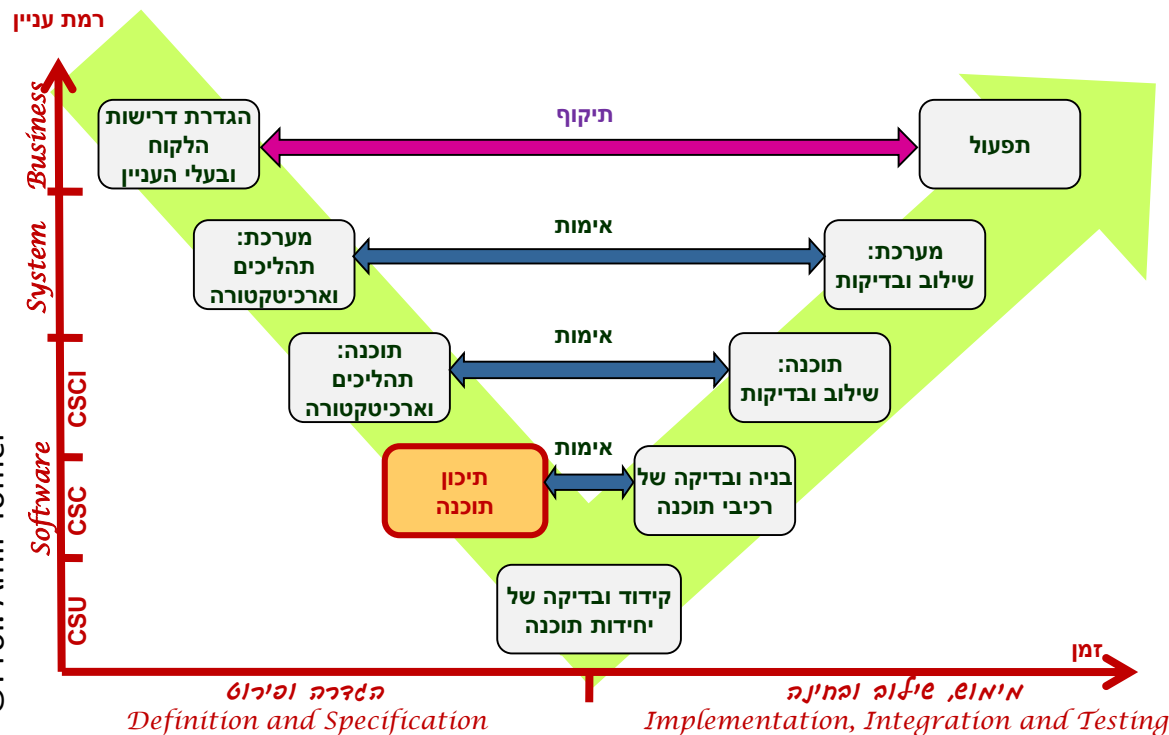 רמת עניין
Business
System
Software
CSCI
CSC
CSU
הגדרת דרישות
הלקוח
ובעלי העניין
תיקוף
תפעול
מערכת:
תהליכים
וארכיטקטורה
אימות
מערכת:
שילוב ובדיקות
תוכנה:
תהליכים
וארכיטקטורה
אימות
תוכנה:
שילוב ובדיקות
תיכון
תוכנה
אימות
בניה ובדיקה של
רכיבי תוכנה
קידוד ובדיקה של
יחידות תוכנה
זמן
הגדרה ופירוט
Definition and Specification
מימוש, שילוב ובחינה
Implementation, Integration and Testing